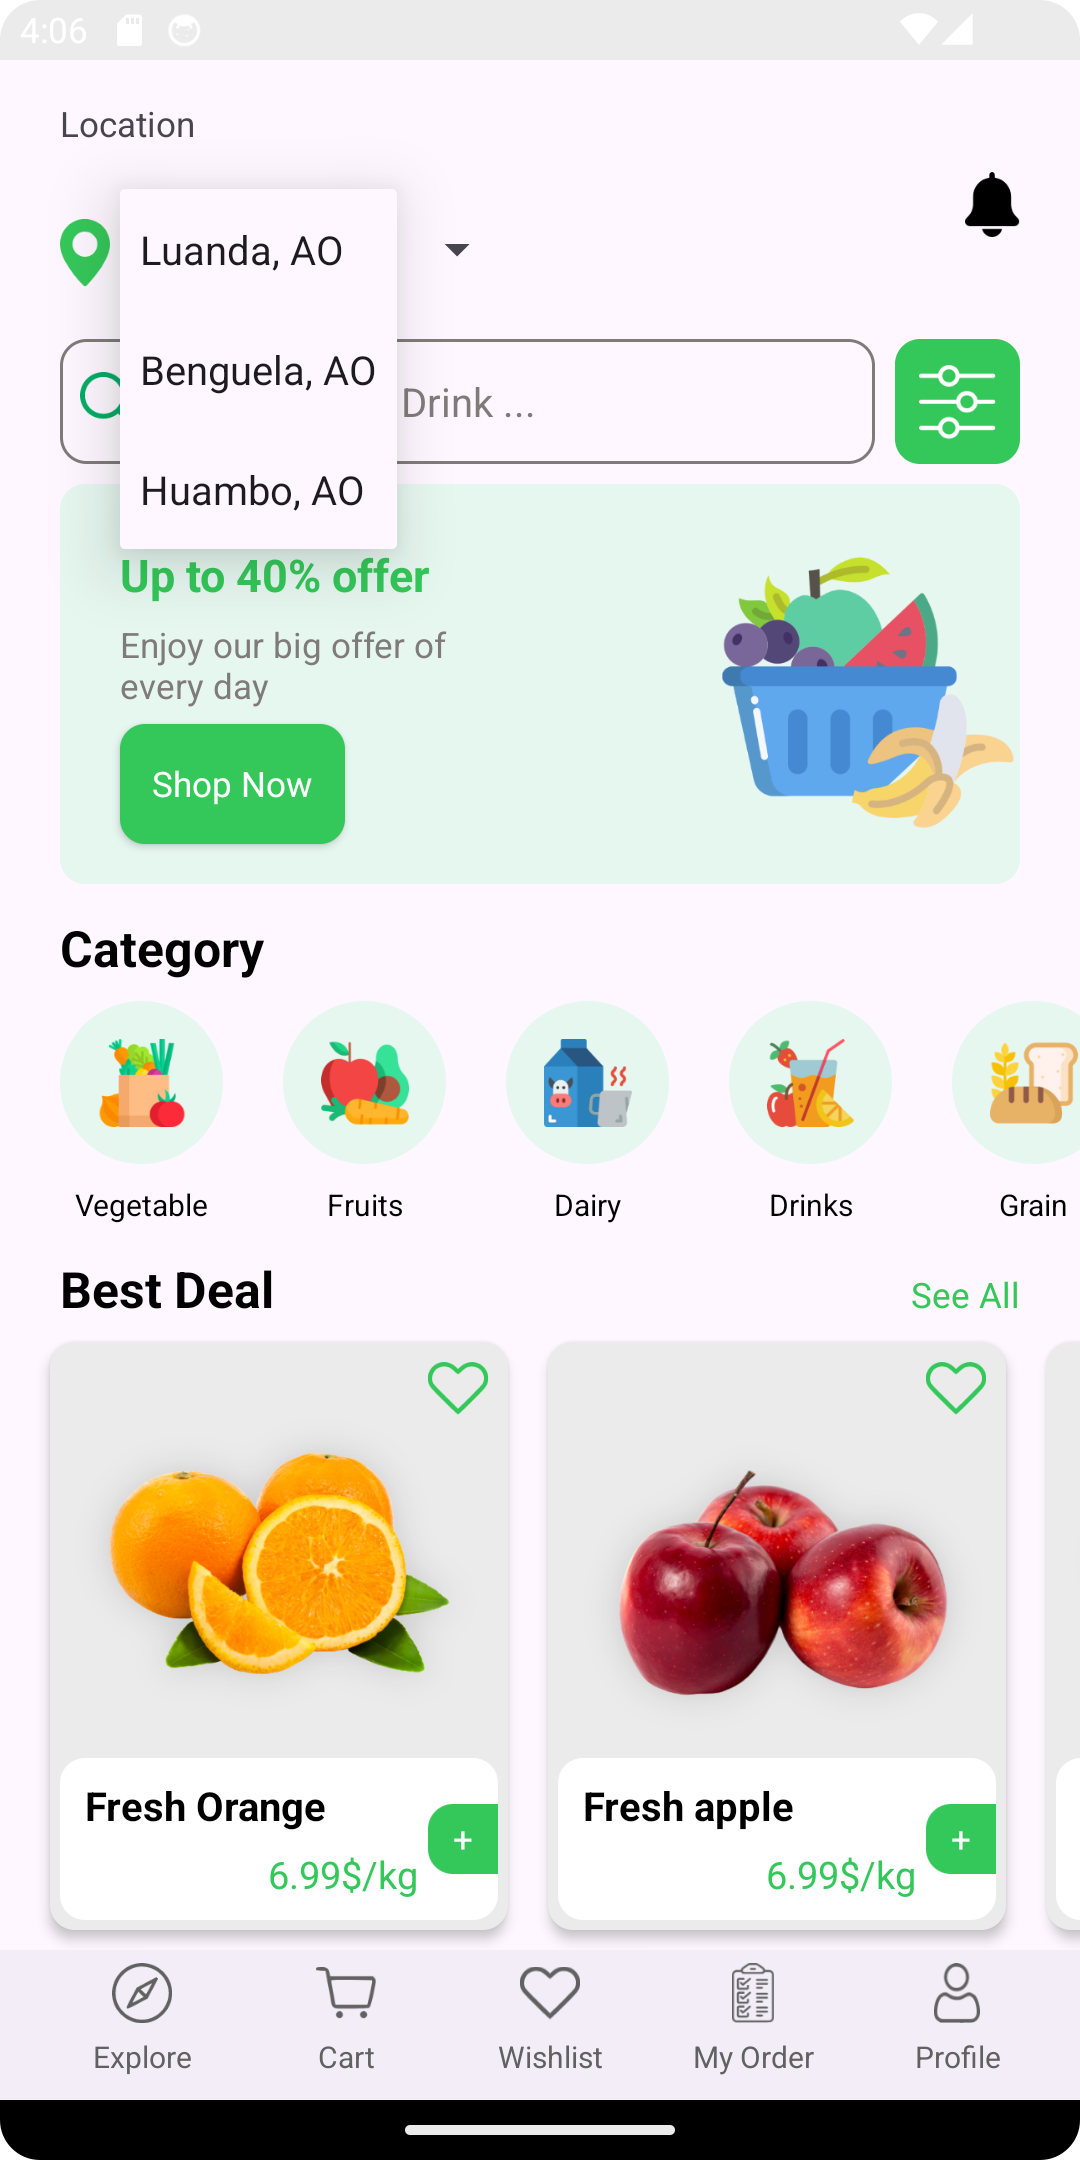 4:06
Location
Luanda, AO
Benguela, AO
Huambo, AO
Drink ...
Up to 40% offer
Enjoy our big offer of
every day
Shop Now
Category
Vegetable
Fruits
Dairy
Drinks
Grain
Best Deal
See All
Fresh Orange
6.99$/kg
+
Fresh apple
6.99$/kg
+
Explore
Cart
Wishlist
My Order
Profile